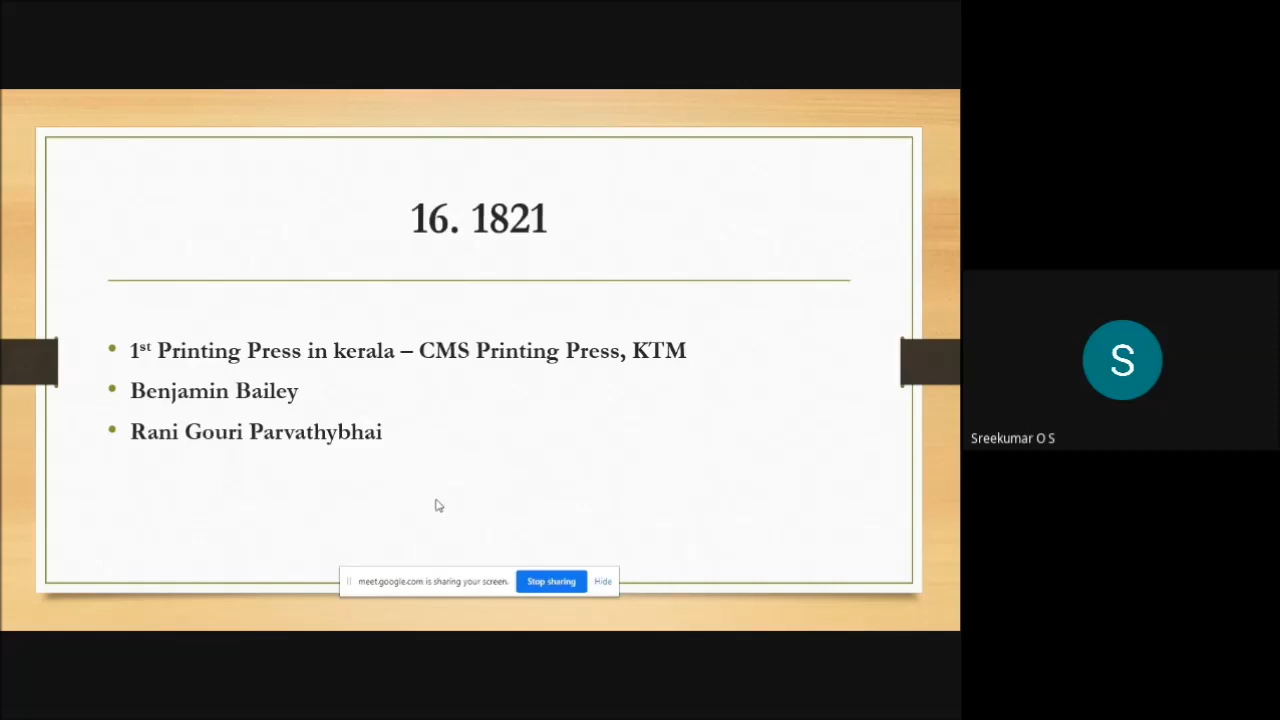 16. 1821
1st Printing Press in kerala – CMS Printing Press, KTM
Benjamin Bailey
Rani Gouri Parvathybhai
meet.google.com is sharing your screen. Stop sharing Hide
S
Sreekumar O S